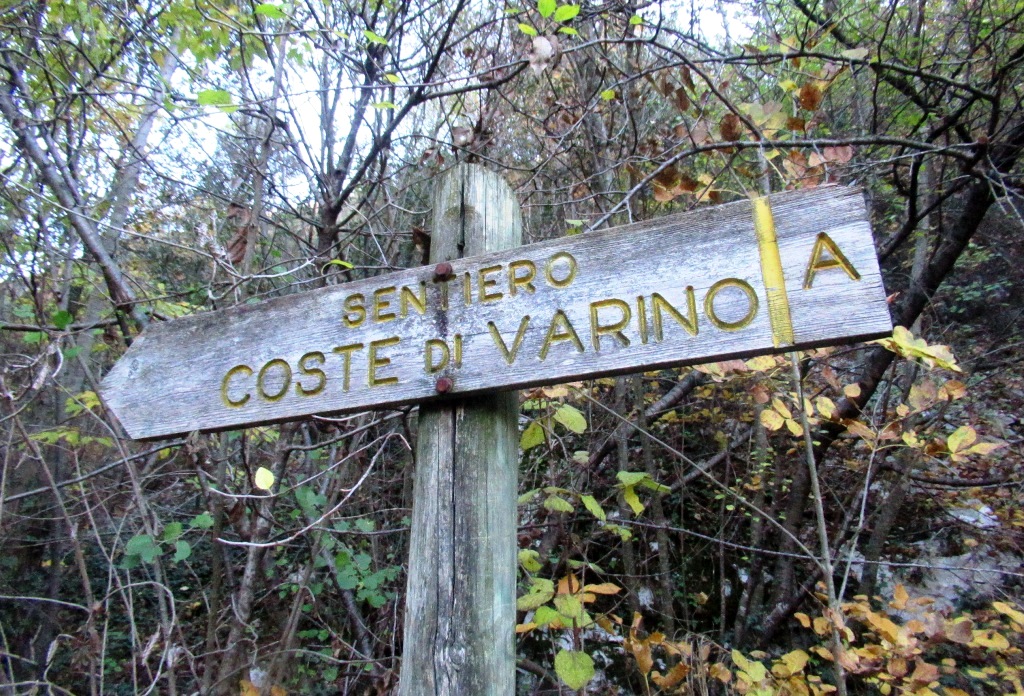 SENTIERO
COSTE DI VARINO A